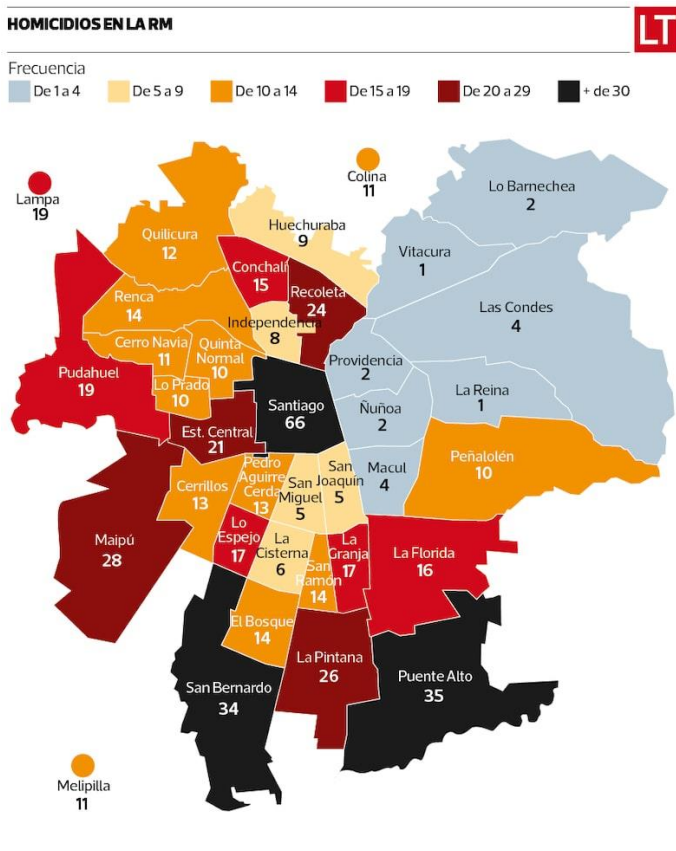 HOMICIDIOS EN LA RM
LT
Frecuencia
De 1 a 4
De 5 a 9
De 10 a 14
De 15 a 19
De 20 a 29
+ de 30
Lampa
19
Colina
11
Lo Barnechea
2
Quilicura
12
Huechuraba
9
Vitacura
1
Conchalí
15
Recoleta
24
Renca
14
Las Condes
4
Independencia
8
Cerro Navia
11
Quinta
Normal
10
Providencia
2
Pudahuel
19
Lo Prado
10
La Reina
1
Santiago
66
Ñuñoa
2
Est. Central
21
Peñalolén
10
Macul
4
San
Joaquín
5
Pedro
Aguirre
Cerda
13
San
Miguel
5
Cerrillos
13
Lo
Espejo
17
La
Cisterna
6
La
Granja
17
La Florida
16
Maipú
28
San
Ramón
14
El Bosque
14
La Pintana
26
Puente Alto
35
San Bernardo
34
Melipilla
11